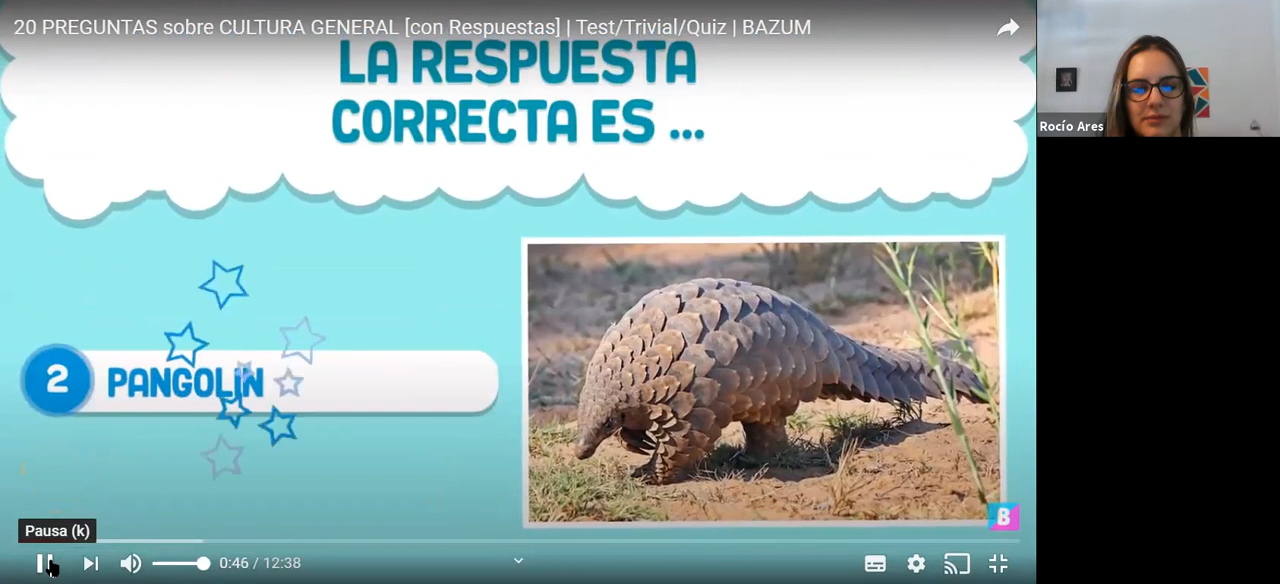 20 PREGUNTAS sobre CULTURA GENERAL [con Respuestas] | Test/Trivial/Quiz | BAZUM
LA RESPUESTA
CORRECTA ES ...
Rocío Ares
2 PANGOLÍN
B
Pausa (k)
0:46 / 12:38